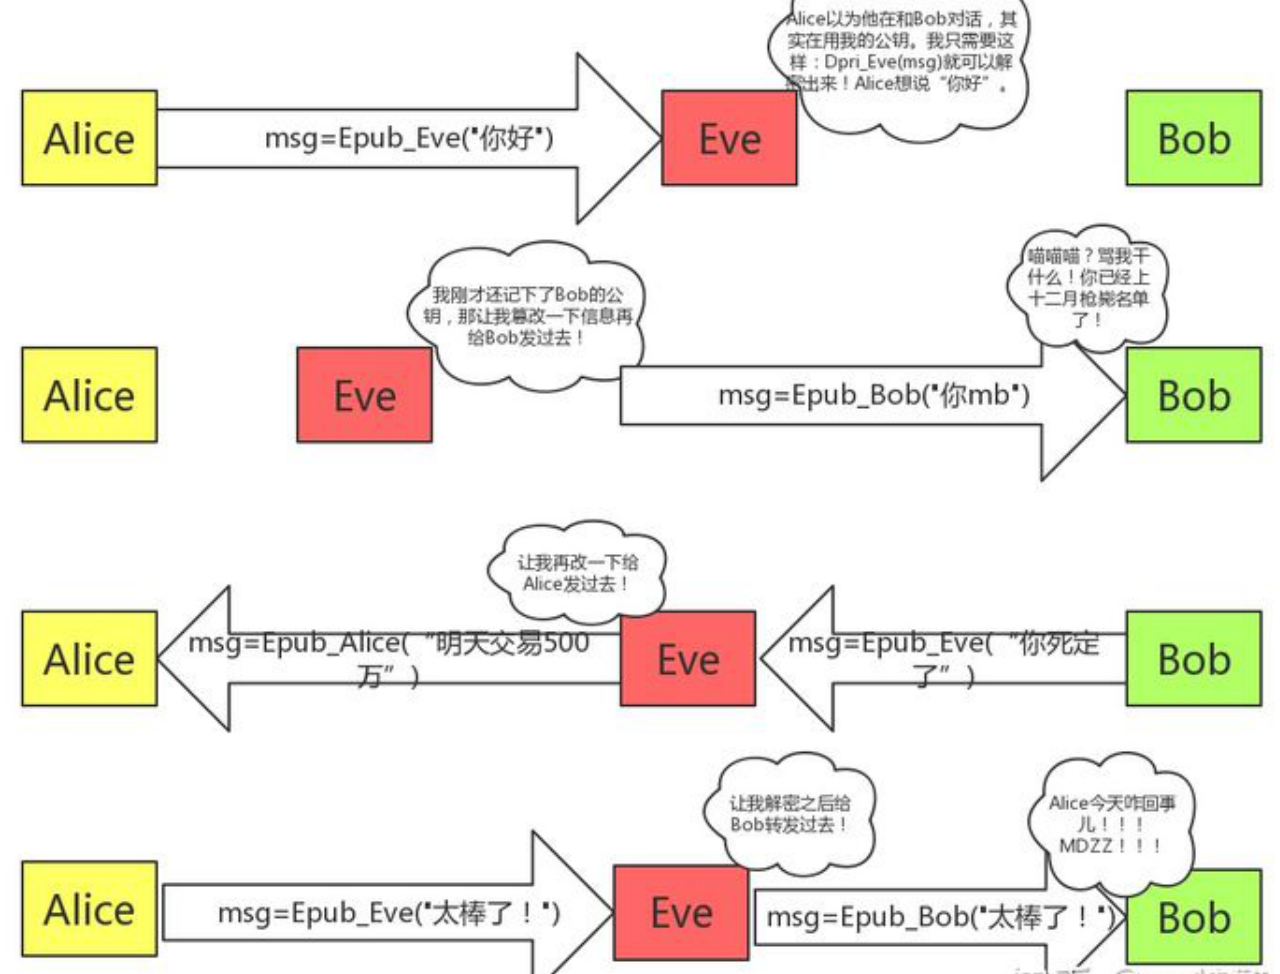 Alice以为他在和Bob对话，其
实在用我的公钥。我只需要这
样：Dpri_Eve(msg)就可以解
密出来！Alice想说“你好”。
Alice
msg=Epub_Eve("你好")
Eve
Bob
喵喵喵？骂我干
什么！你已经上
十二月枪毙名单
了！
我刚才还记下了Bob的公
钥，那让我篡改一下信息再
给Bob发过去！
Alice
Eve
msg=Epub_Bob("你mb")
Bob
让我再改一下给
Alice发过去！
Alice
msg=Epub_Alice(“明天交易500
万”)
Eve
msg=Epub_Eve(“你死定
了”)
Bob
让我解密之后给
Bob转发过去！
Alice今天咋回事
儿！！！
MDZZ！！！
Alice
msg=Epub_Eve("太棒了！")
Eve
msg=Epub_Bob("太棒了！")
Bob